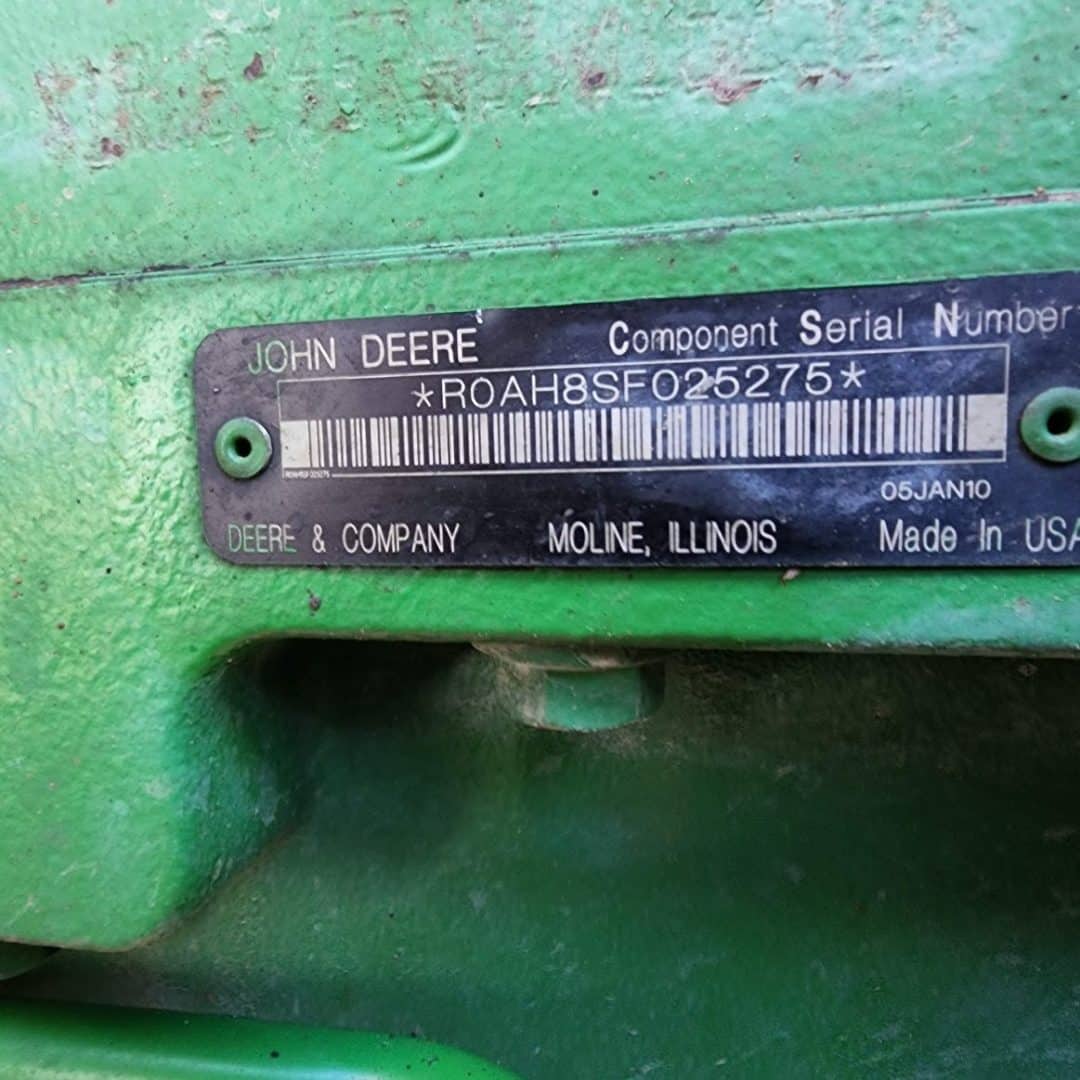 JOHN DEERE Component Serial Number
*R0AH8SF025275*
05JAN10
DEERE & COMPANY MOLINE, ILLINOIS Made In USA